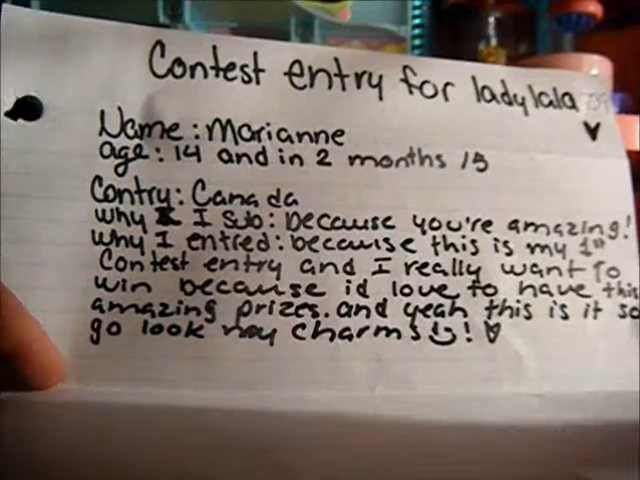 Contest entry for ladylala
Name: Marianne
age: 14 and in 2 months 15
Contry: Canada
why I I sub: because you're amazing!
why I entred: because this is my 1st
Contest entry and I really want to
win because id love to have this
amazing prizes. and yeah this is it so
go look may charms☺! ♥